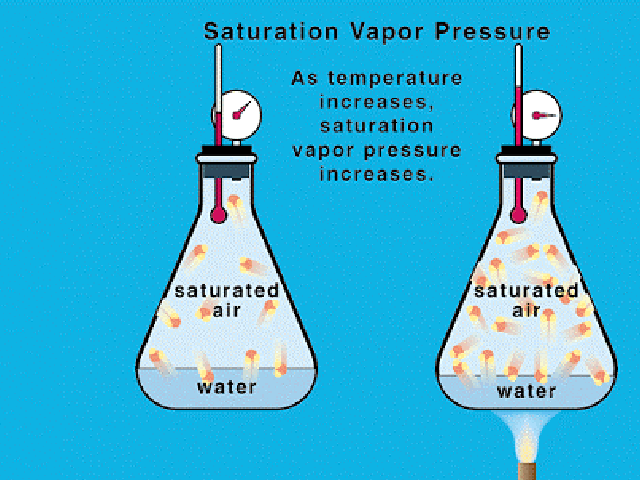 Saturation Vapor Pressure
As temperature
increases,
saturation
vapor pressure
increases.
saturated
air
water
saturated
air
water